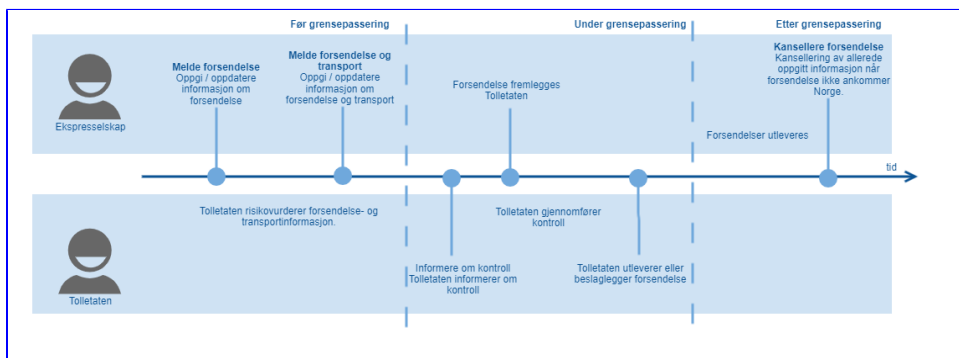 Før grensepassering
Under grensepassering
Etter grensepassering
Melde forsendelse
Oppgi / oppdatere
informasjon om
forsendelse
Melde forsendelse og
transport
Oppgi / oppdatere
informasjon om
forsendelse og transport
Forsendelse fremlegges
Tolletaten
Kansellere forsendelse
Kansellering av allerede
oppgitt informasjon når
forsendelse ikke ankommer
Norge.
Forsendelser utleveres
Ekspresselskap
tid
Tolletaten risikovurderer forsendelse- og
transportinformasjon.
Tolletaten gjennomfører
kontroll
Informere om kontroll
Tolletaten informerer om
kontroll
Tolletaten utleverer eller
beslaglegger forsendelse
Tolletaten